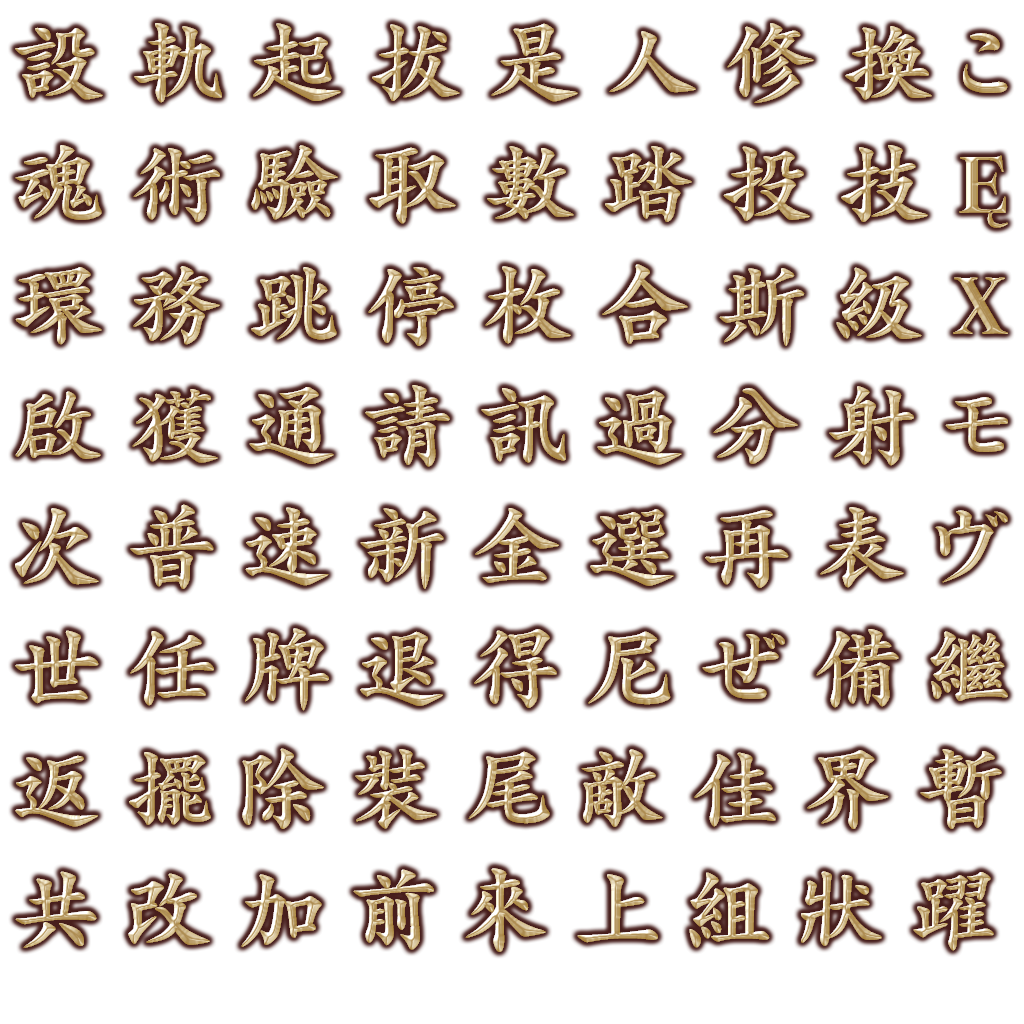 設軌起拔是人修換こ
魂術驗取數踏投技Ę
環務跳停枚合斯級X
啟獲通請訊過分射モ
次普速新金選再表ヴ
世任牌退得尼ぜ備繼
返擺除裝尾敵佳界暫
共改加前來上組狀躍